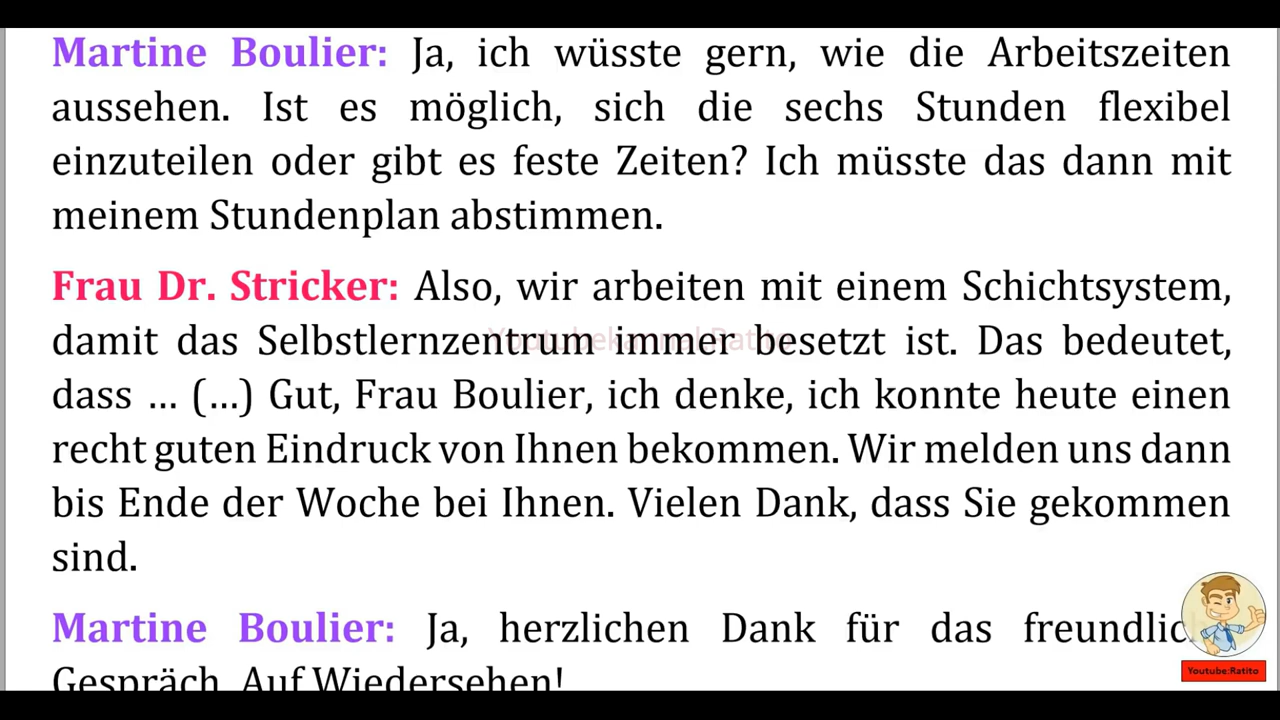 Martine Boulier: Ja, ich wüsste gern, wie die Arbeitszeiten
aussehen. Ist es möglich, sich die sechs Stunden flexibel
einzuteilen oder gibt es feste Zeiten? Ich müsste das dann mit
meinem Stundenplan abstimmen.
Frau Dr. Stricker: Also, wir arbeiten mit einem Schichtsystem,
damit das Selbstlernzentrum immer besetzt ist. Das bedeutet,
dass ... (...) Gut, Frau Boulier, ich denke, ich konnte heute einen
recht guten Eindruck von Ihnen bekommen. Wir melden uns dann
bis Ende der Woche bei Ihnen. Vielen Dank, dass Sie gekommen
sind.
Martine Boulier: Ja, herzlichen Dank für das
Gespräch. Auf Wiedersehen!
Youtube:Ratito